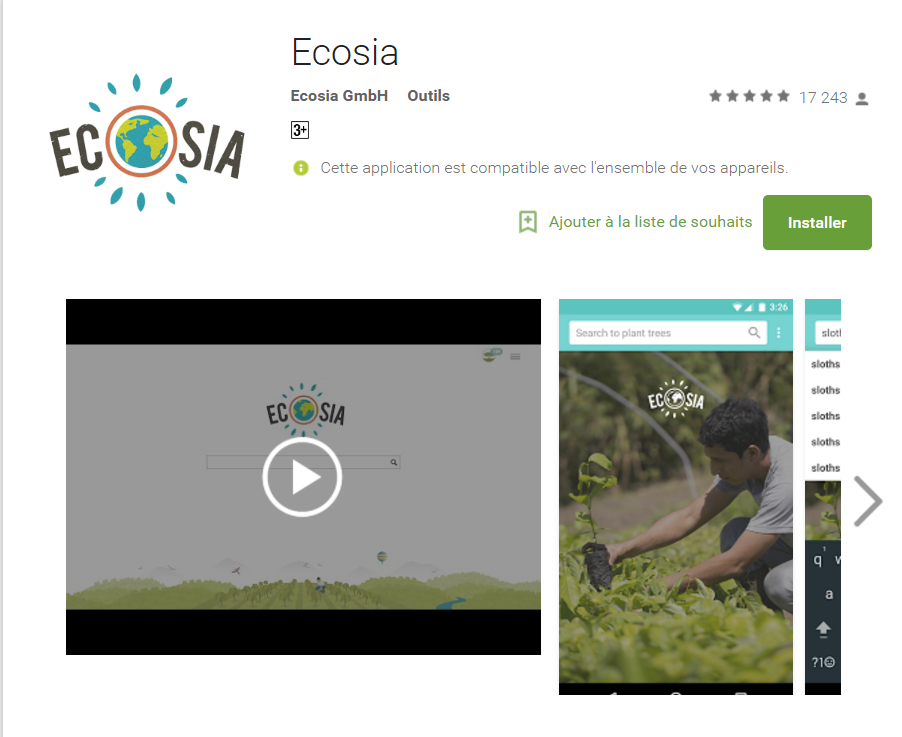 Ecosia
Ecosia GmbH Outils
17 243
3+
ECOSIA
Cette application est compatible avec l'ensemble de vos appareils.
Ajouter à la liste de souhaits
Installer
ECOSIA
3:26
Search to plant trees
ECOSIA
sloth
sloths
sloths
sloths
sloths
sloths
1
q w
a
?1☺